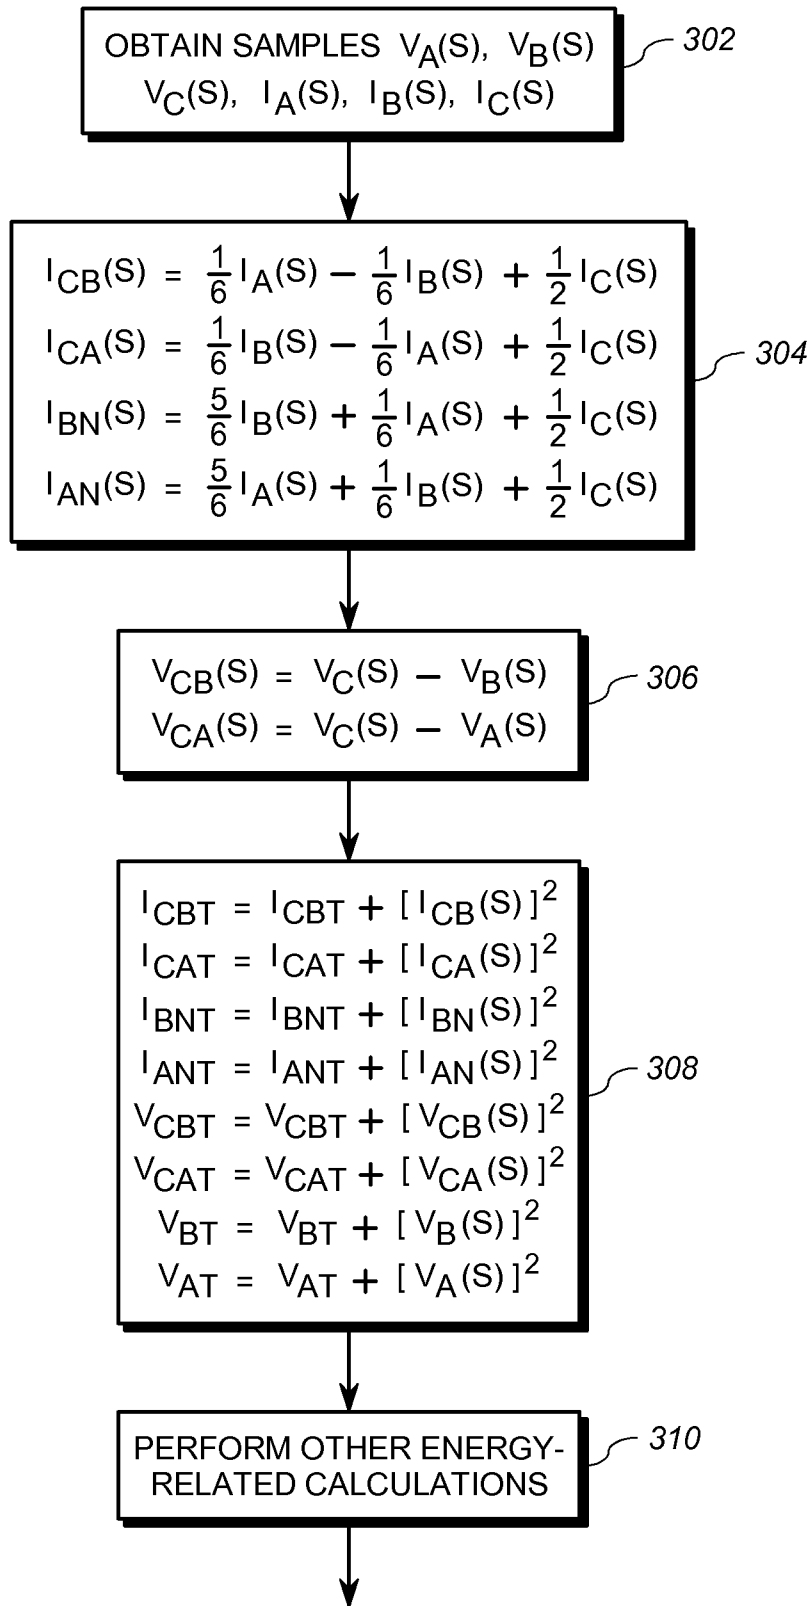 OBTAIN SAMPLES V_A(S), V_B(S)
V_C(S), I_A(S), I_B(S), I_C(S)
302
I_CB(S) = 1/6 I_A(S) − 1/6 I_B(S) + 1/2 I_C(S)
I_CA(S) = 1/6 I_B(S) − 1/6 I_A(S) + 1/2 I_C(S)
I_BN(S) = 5/6 I_B(S) + 1/6 I_A(S) + 1/2 I_C(S)
I_AN(S) = 5/6 I_A(S) + 1/6 I_B(S) + 1/2 I_C(S)
304
V_CB(S) = V_C(S) − V_B(S)
V_CA(S) = V_C(S) − V_A(S)
306
I_CBT = I_CBT + [I_CB(S)]²
I_CAT = I_CAT + [I_CA(S)]²
I_BNT = I_BNT + [I_BN(S)]²
I_ANT = I_ANT + [I_AN(S)]²
V_CBT = V_CBT + [V_CB(S)]²
V_CAT = V_CAT + [V_CA(S)]²
V_BT = V_BT + [V_B(S)]²
V_AT = V_AT + [V_A(S)]²
308
PERFORM OTHER ENERGY-
RELATED CALCULATIONS
310